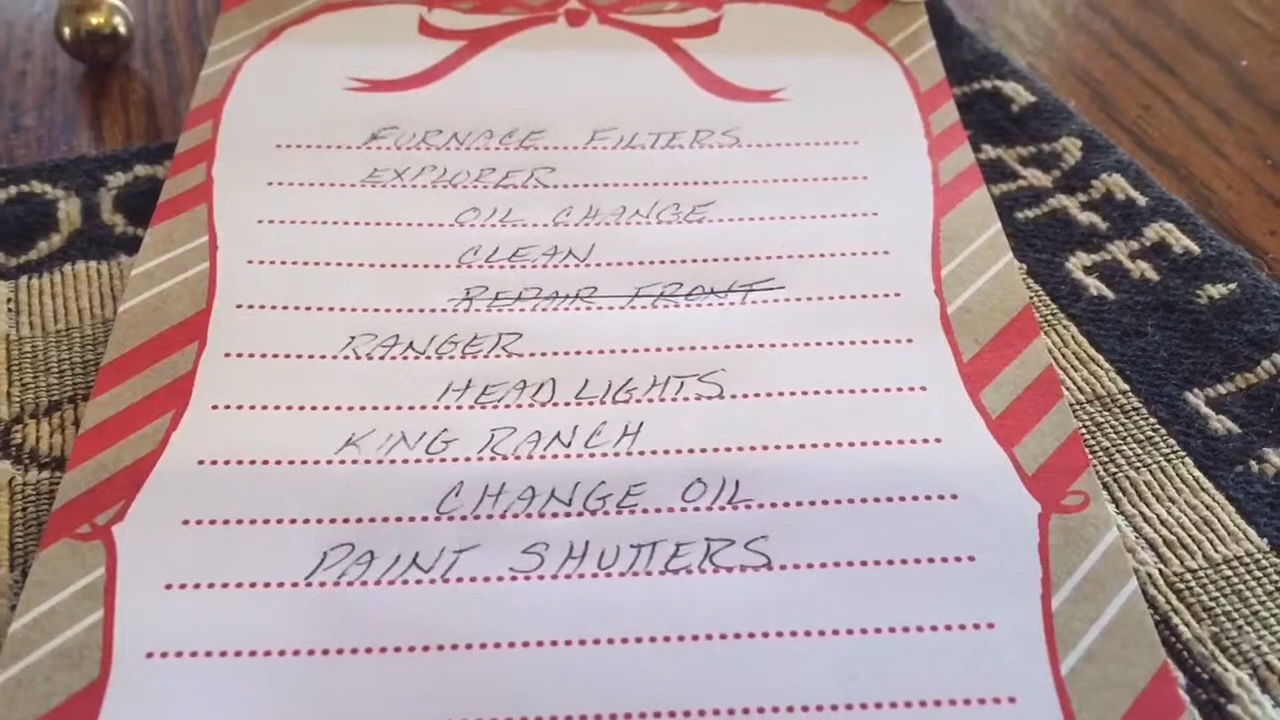 FURNACE FILTERS
EXPLORER
OIL CHANGE
CLEAN
REPAIR FRONT
RANGER
HEAD LIGHTS
KING RANCH
CHANGE OIL
PAINT SHUTTERS